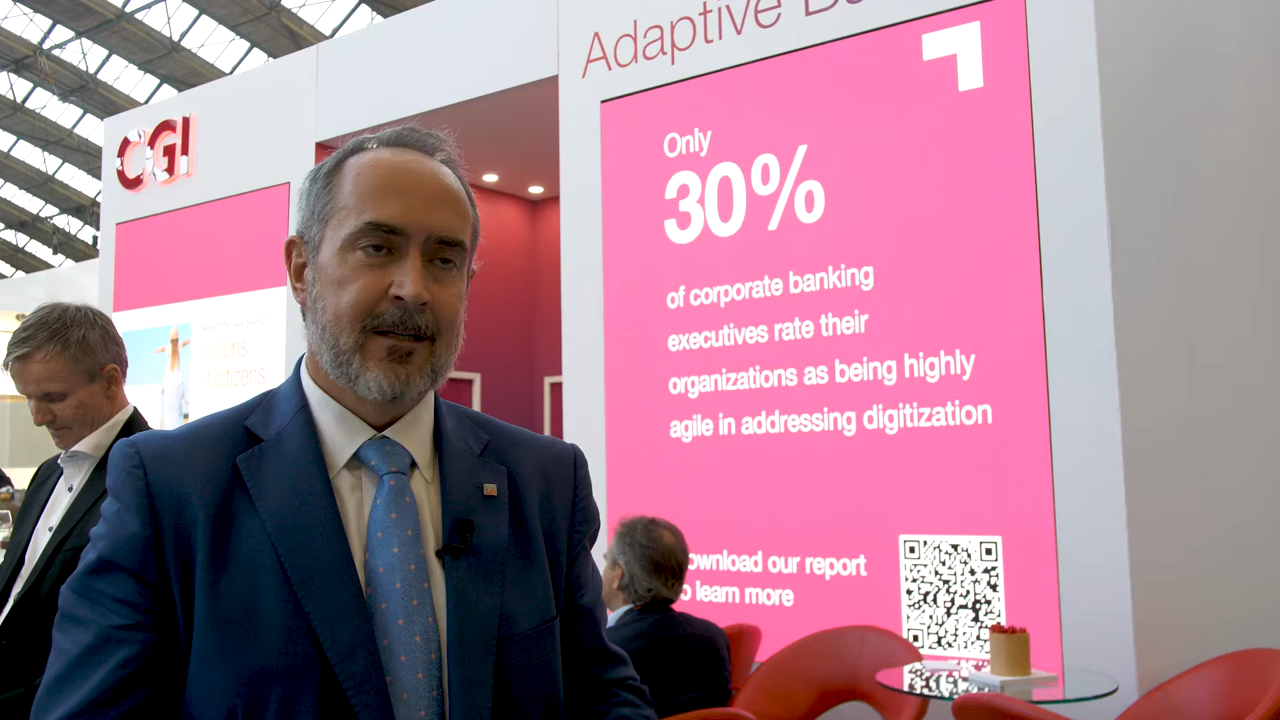 Adaptive
CGI
Only
30%
of corporate banking
executives rate their
organizations as being highly
agile in addressing digitization
ownload our report
o learn more